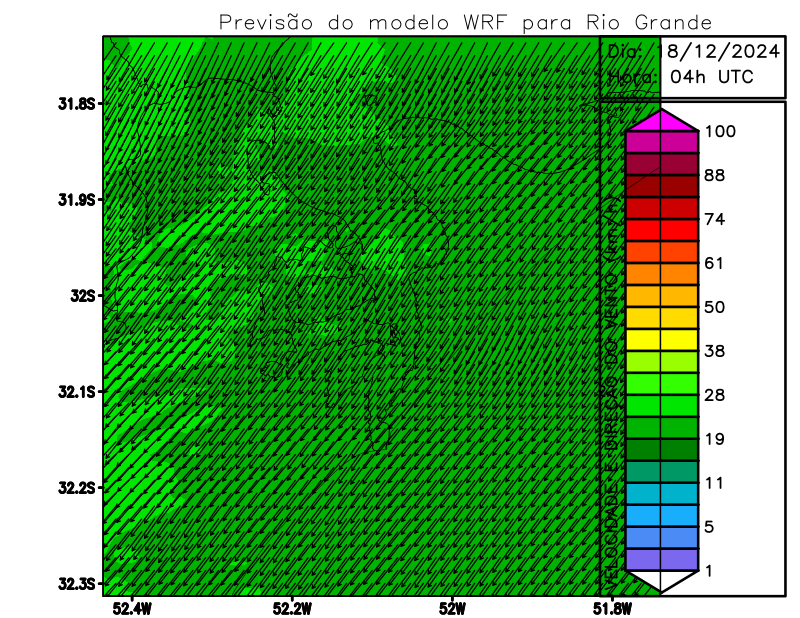 Previsão do modelo WRF para Rio Grande
Dia: 18/12/2024
Hora: 04h UTC
31.8S
31.9S
32S
32.1S
32.2S
32.3S
52.4W
52.2W
52W
51.8W
VELOCIDADE E DIREÇÃO DO VENTO (km/h)
100
88
74
61
50
38
28
19
11
5
1